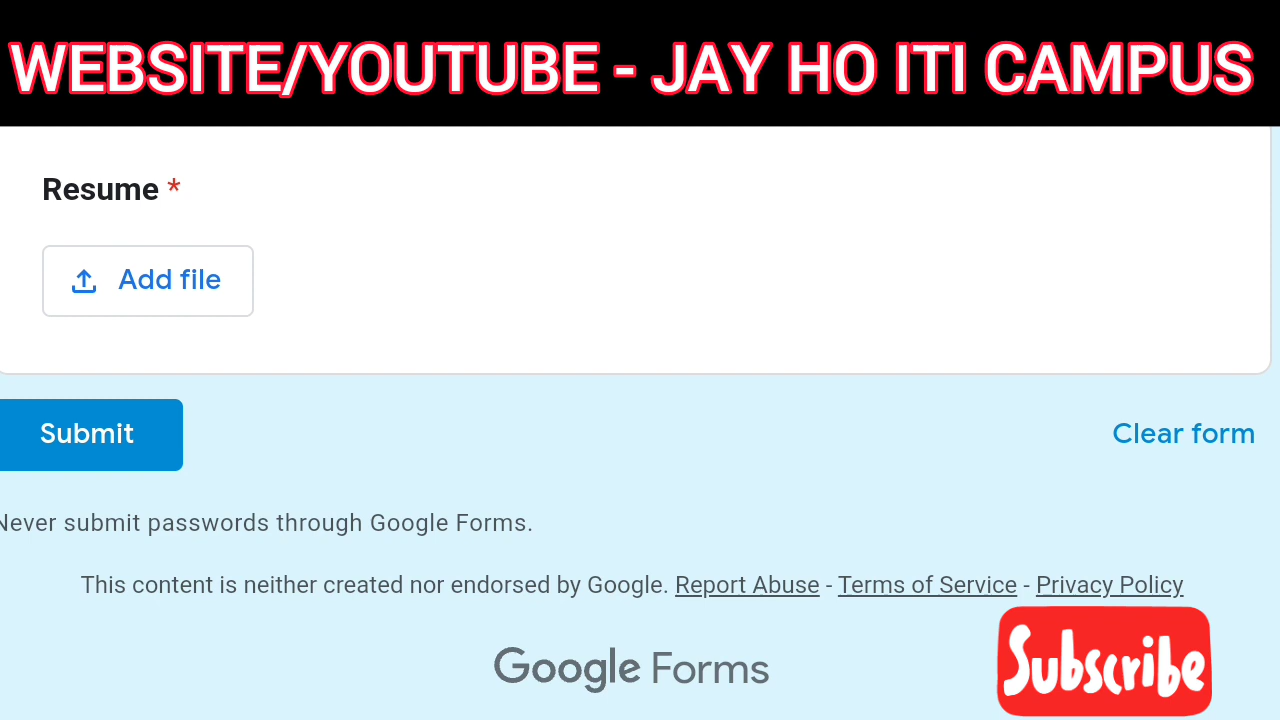 WEBSITE/YOUTUBE - JAY HO ITI CAMPUS
Resume *
Add file
Submit
Clear form
Never submit passwords through Google Forms.
This content is neither created nor endorsed by Google. Report Abuse - Terms of Service - Privacy Policy
Google Forms
Subscribe